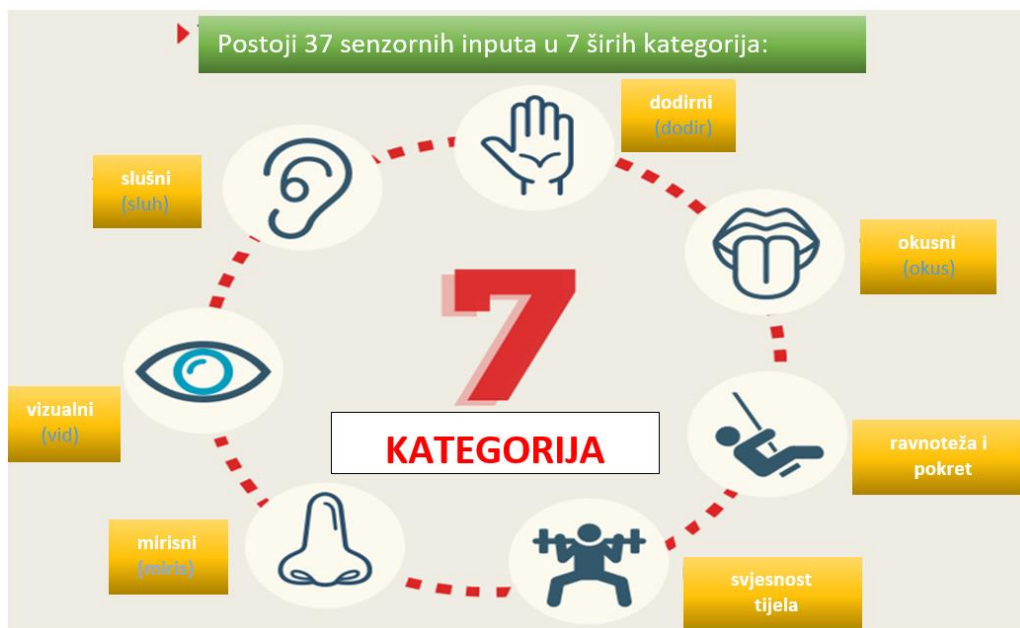 Postoji 37 senzornih inputa u 7 širih kategorija:
dodirni
(dodir)
slušni
(sluh)
okusni
(okus)
7
KATEGORIJA
vizualni
(vid)
ravnoteža i
pokret
mirisni
(miris)
svjesnost
tijela